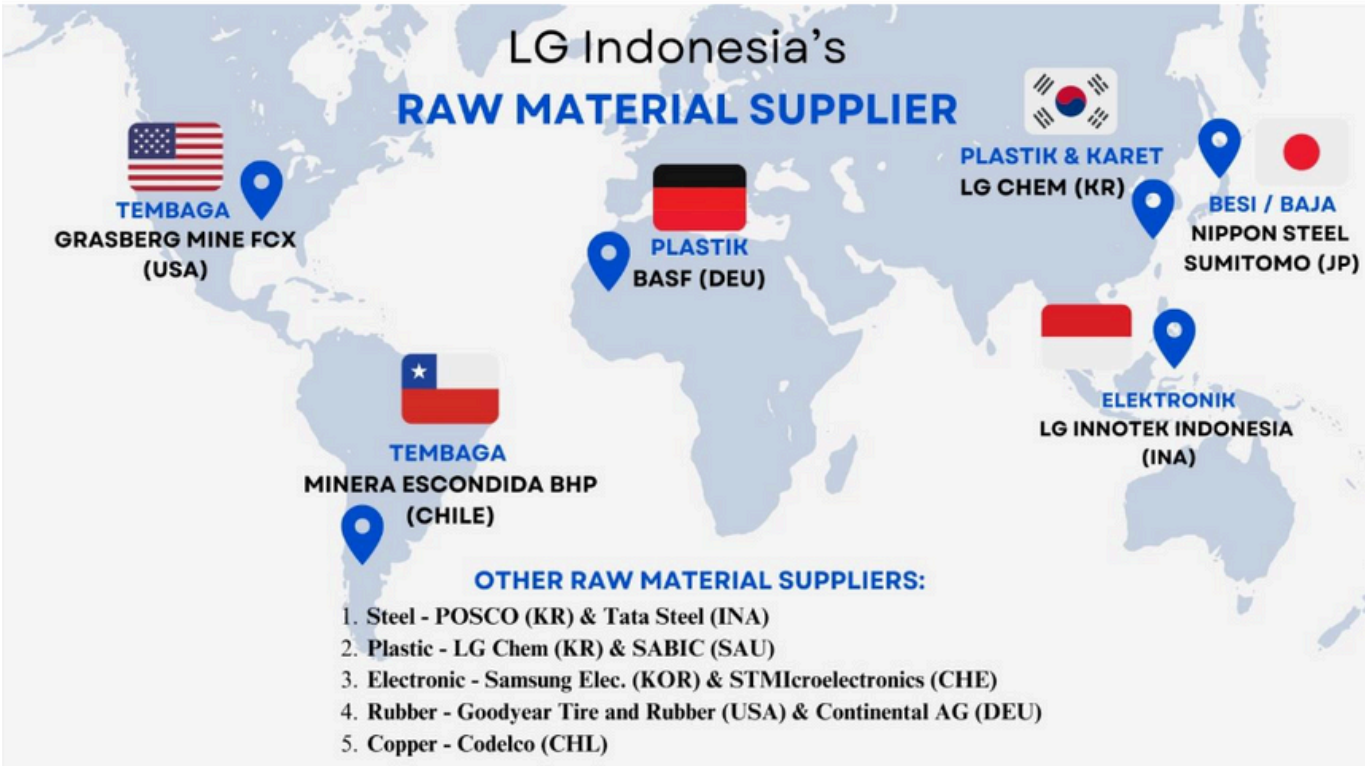 LG Indonesia's
RAW MATERIAL SUPPLIER
TEMBAGA
GRASBERG MINE FCX
(USA)
PLASTIK
BASF (DEU)
PLASTIK & KARET
LG CHEM (KR)
BESI / BAJA
NIPPON STEEL
SUMITOMO (JP)
TEMBAGA
MINERA ESCONDIDA BHP
(CHILE)
ELEKTRONIK
LG INNOTEK INDONESIA
(INA)
OTHER RAW MATERIAL SUPPLIERS:
1. Steel - POSCO (KR) & Tata Steel (INA)
2. Plastic - LG Chem (KR) & SABIC (SAU)
3. Electronic - Samsung Elec. (KOR) & STMIcroelectronics (CHE)
4. Rubber - Goodyear Tire and Rubber (USA) & Continental AG (DEU)
5. Copper - Codelco (CHL)